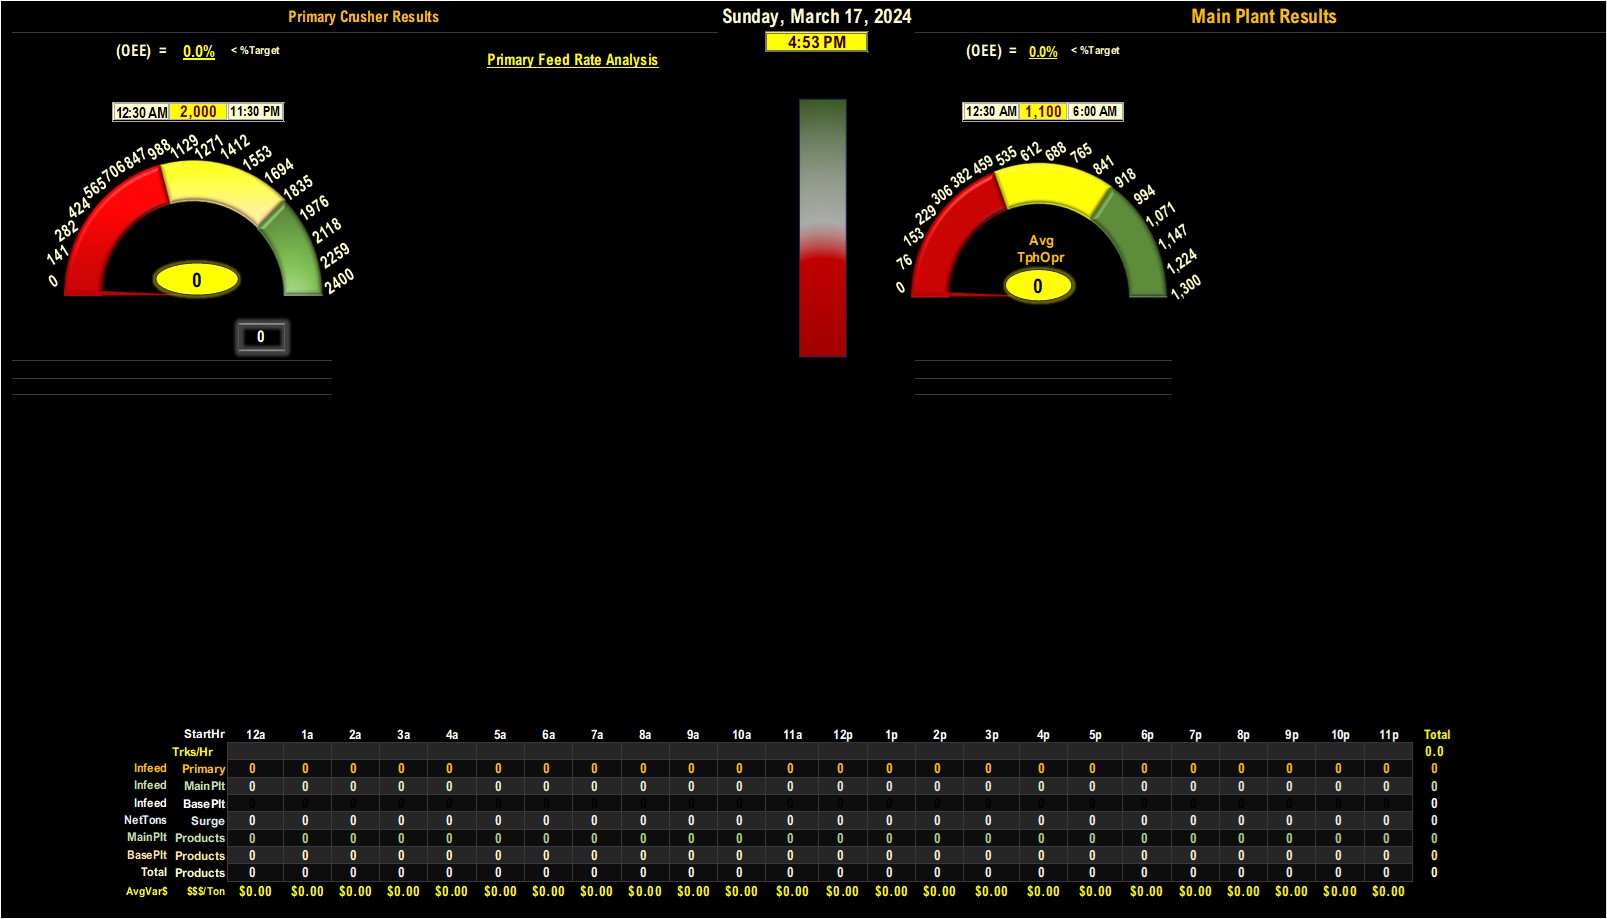 Primary Crusher Results
Sunday, March 17, 2024
Main Plant Results
4:53 PM
(OEE) = 0.0% < %Target
Primary Feed Rate Analysis
(OEE) = 0.0% < %Target
12:30 AM 2,000 11:30 PM
12:30 AM 1,100 6:00 AM
0 141 282 424 565 706 847 988 1129 1271 1412 1553 1694 1835 1976 2118 2259 2400
0
0
0 76 153 229 306 382 459 535 612 688 765 841 918 994 1,071 1,147 1,224 1,300
Avg
TphOpr
0
StartHr 12a 1a 2a 3a 4a 5a 6a 7a 8a 9a 10a 11a 12p 1p 2p 3p 4p 5p 6p 7p 8p 9p 10p 11p Total
Trks/Hr 0.0
Infeed Primary 0 0 0 0 0 0 0 0 0 0 0 0 0 0 0 0 0 0 0 0 0 0 0 0 0
Infeed MainPlt 0 0 0 0 0 0 0 0 0 0 0 0 0 0 0 0 0 0 0 0 0 0 0 0 0
Infeed BasePlt 0 0 0 0 0 0 0 0 0 0 0 0 0 0 0 0 0 0 0 0 0 0 0 0 0
NetTons Surge 0 0 0 0 0 0 0 0 0 0 0 0 0 0 0 0 0 0 0 0 0 0 0 0 0
MainPlt Products 0 0 0 0 0 0 0 0 0 0 0 0 0 0 0 0 0 0 0 0 0 0 0 0 0
BasePlt Products 0 0 0 0 0 0 0 0 0 0 0 0 0 0 0 0 0 0 0 0 0 0 0 0 0
Total Products 0 0 0 0 0 0 0 0 0 0 0 0 0 0 0 0 0 0 0 0 0 0 0 0 0
AvgVar$ $$$/Ton $0.00 $0.00 $0.00 $0.00 $0.00 $0.00 $0.00 $0.00 $0.00 $0.00 $0.00 $0.00 $0.00 $0.00 $0.00 $0.00 $0.00 $0.00 $0.00 $0.00 $0.00 $0.00 $0.00 $0.00